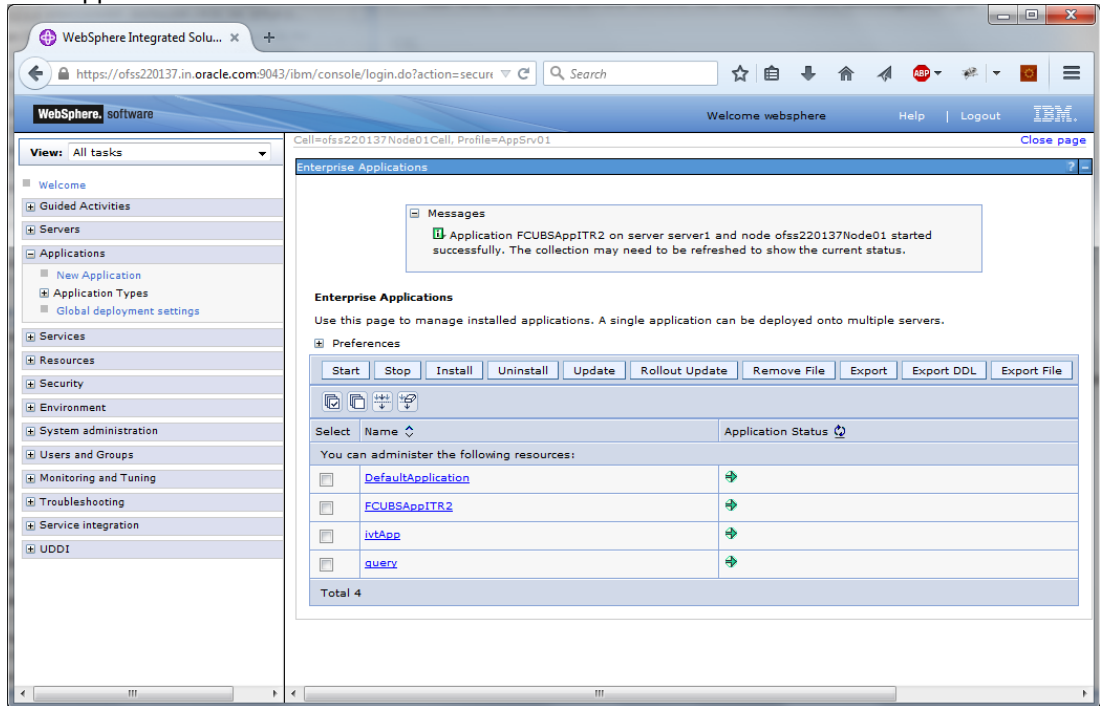 WebSphere Integrated Solu... × +
https://ofss220137.in.oracle.com:9043/ibm/console/login.do?action=secure
Search
ABP
WebSphere. software
Welcome websphere
Help | Logout
IBM.
View: All tasks
Welcome
Guided Activities
Servers
Applications
New Application
Application Types
Global deployment settings
Services
Resources
Security
Environment
System administration
Users and Groups
Monitoring and Tuning
Troubleshooting
Service integration
UDDI
Cell=ofss220137Node01Cell, Profile=AppSrv01
Close page
Enterprise Applications
? -
Messages
Application FCUBSAppITR2 on server server1 and node ofss220137Node01 started
successfully. The collection may need to be refreshed to show the current status.
Enterprise Applications
Use this page to manage installed applications. A single application can be deployed onto multiple servers.
Preferences
Start Stop Install Uninstall Update Rollout Update Remove File Export Export DDL Export File
Select Name Application Status
You can administer the following resources:
DefaultApplication
FCUBSAppITR2
ivtApp
query
Total 4